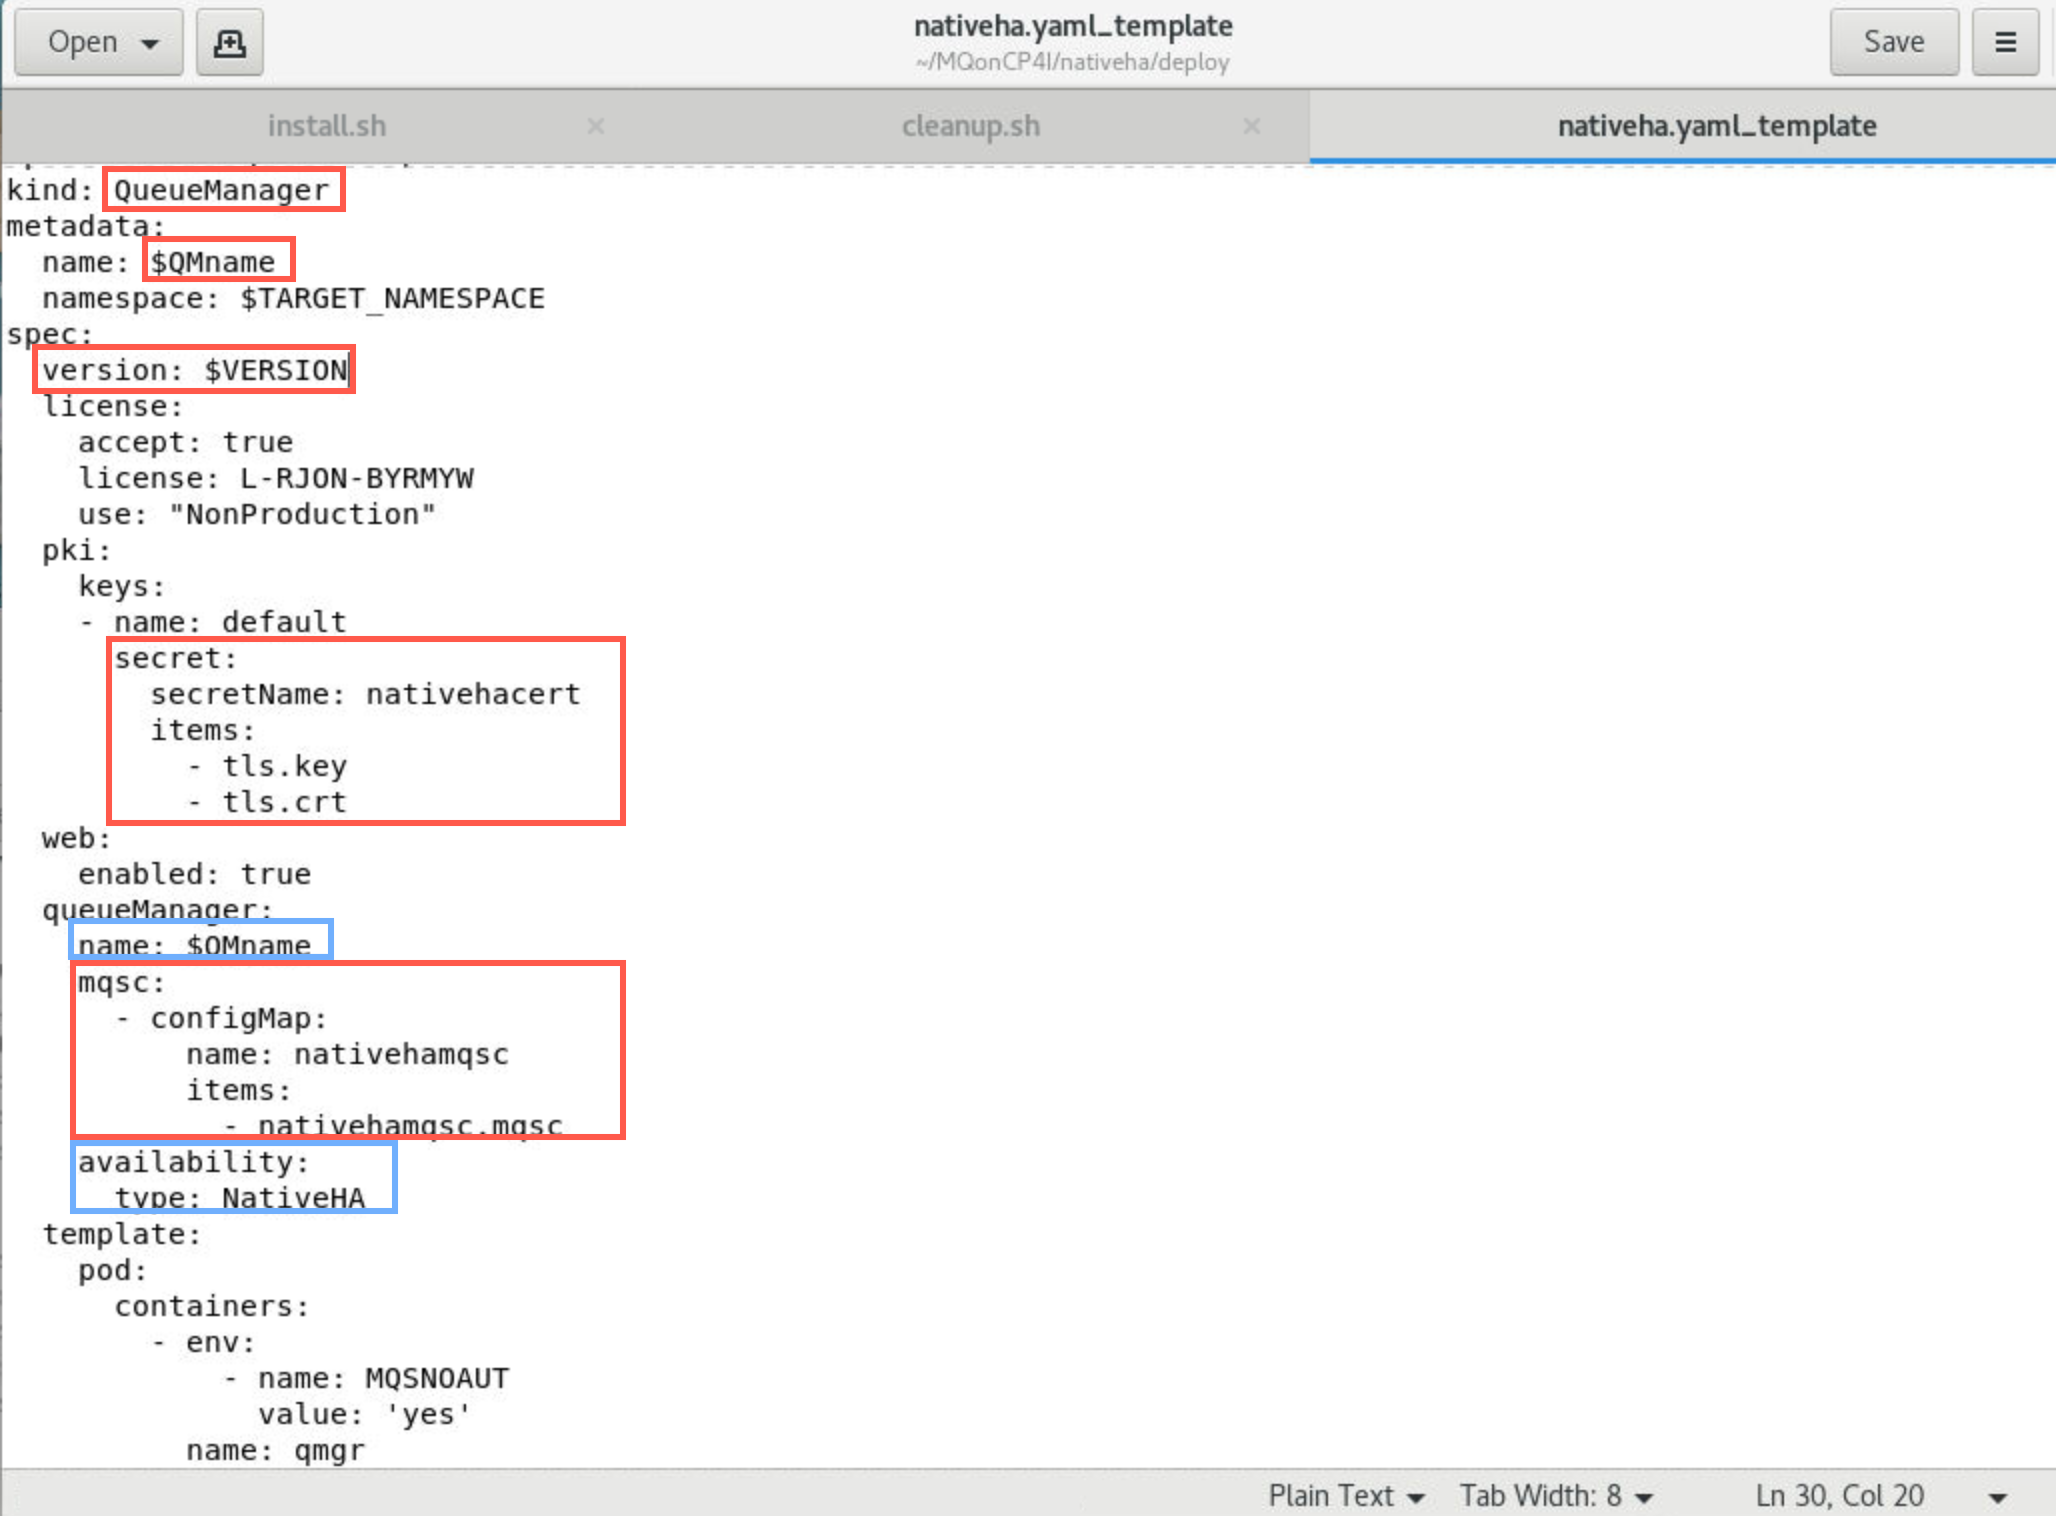 Open
nativeha.yaml_template
~/MQonCP4I/nativeha/deploy
Save
install.sh
cleanup.sh
nativeha.yaml_template
kind: QueueManager
metadata:
  name: $QMname
  namespace: $TARGET_NAMESPACE
spec:
  version: $VERSION
  license:
    accept: true
    license: L-RJON-BYRMYW
    use: "NonProduction"
  pki:
    keys:
    - name: default
      secret:
        secretName: nativehacert
        items:
          - tls.key
          - tls.crt
  web:
    enabled: true
  queueManager:
    name: $QMname
    mqsc:
      - configMap:
          name: nativehamqsc
          items:
            - nativehamqsc.mqsc
    availability:
      type: NativeHA
  template:
    pod:
      containers:
        - env:
            - name: MQSNOAUT
              value: 'yes'
          name: qmgr
Plain Text Tab Width: 8 Ln 30, Col 20